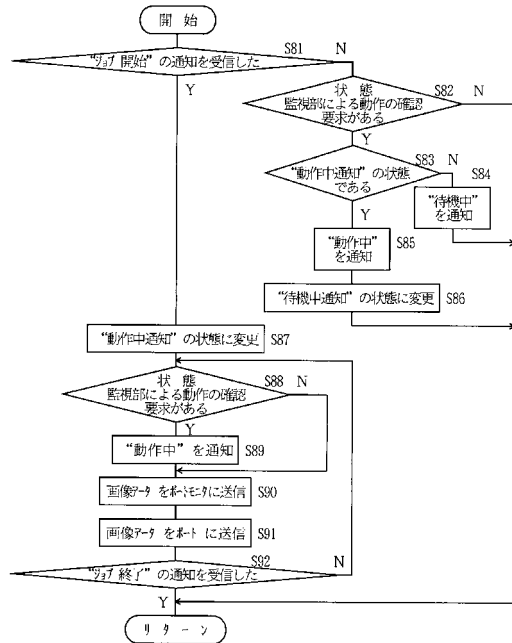 開始
S81
"ｼﾞｮﾌﾞ 開始" の通知を受信した
N
Y
状 態
監視部による動作の確認
要求がある
S82
N
Y
"動作中通知" の状態
である
S83
N
Y
S84
"待機中"
を通知
"動作中"
を通知
S85
"待機中通知" の状態に変更
S86
"動作中通知" の状態に変更
S87
状 態
監視部による動作の確認
要求がある
S88
N
Y
"動作中" を通知
S89
画像ﾃﾞｰﾀ をﾎﾟｰﾄﾓﾆﾀに送信
S90
画像ﾃﾞｰﾀ をﾎﾟｰﾄ に送信
S91
S92
"ｼﾞｮﾌﾞ 終了" の通知を受信した
N
Y
リターン